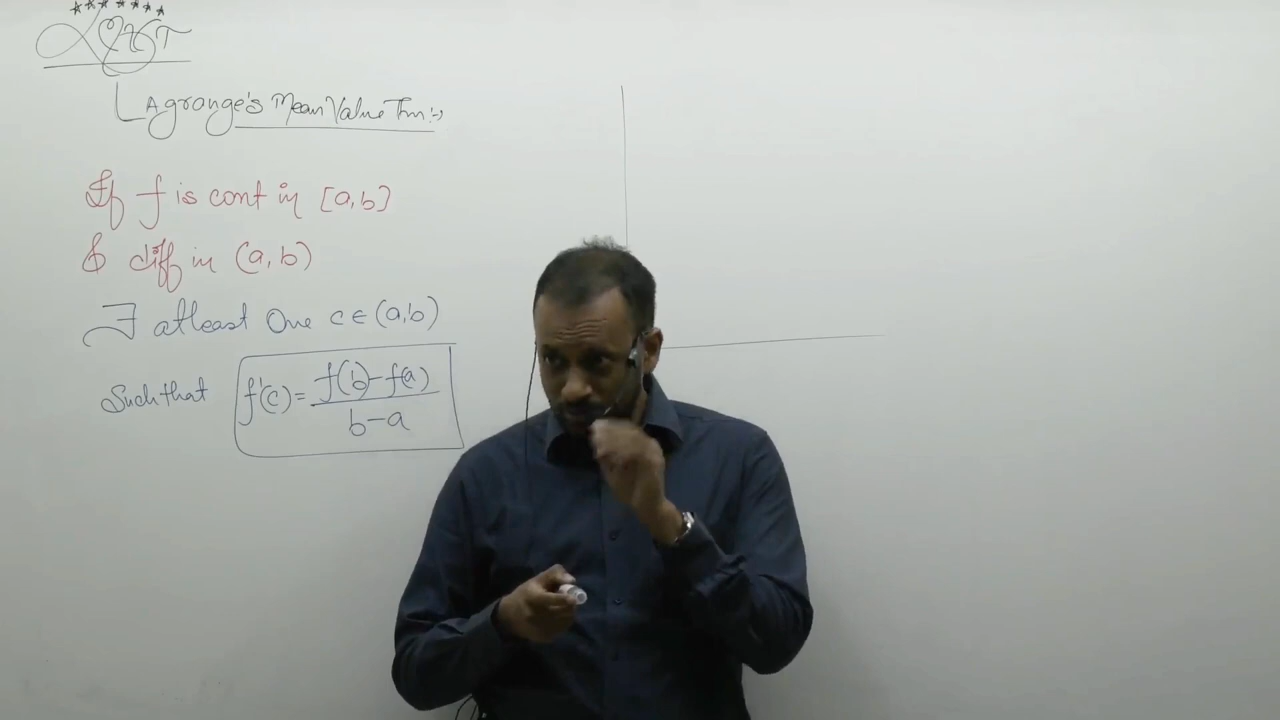 LMVT
Lagrange's Mean Value Thm:-
If f is cont in [a,b]
& diff in (a,b)
∃ atleast One c ∈ (a,b)
Such that f'(c) = f(b)-f(a) / b-a